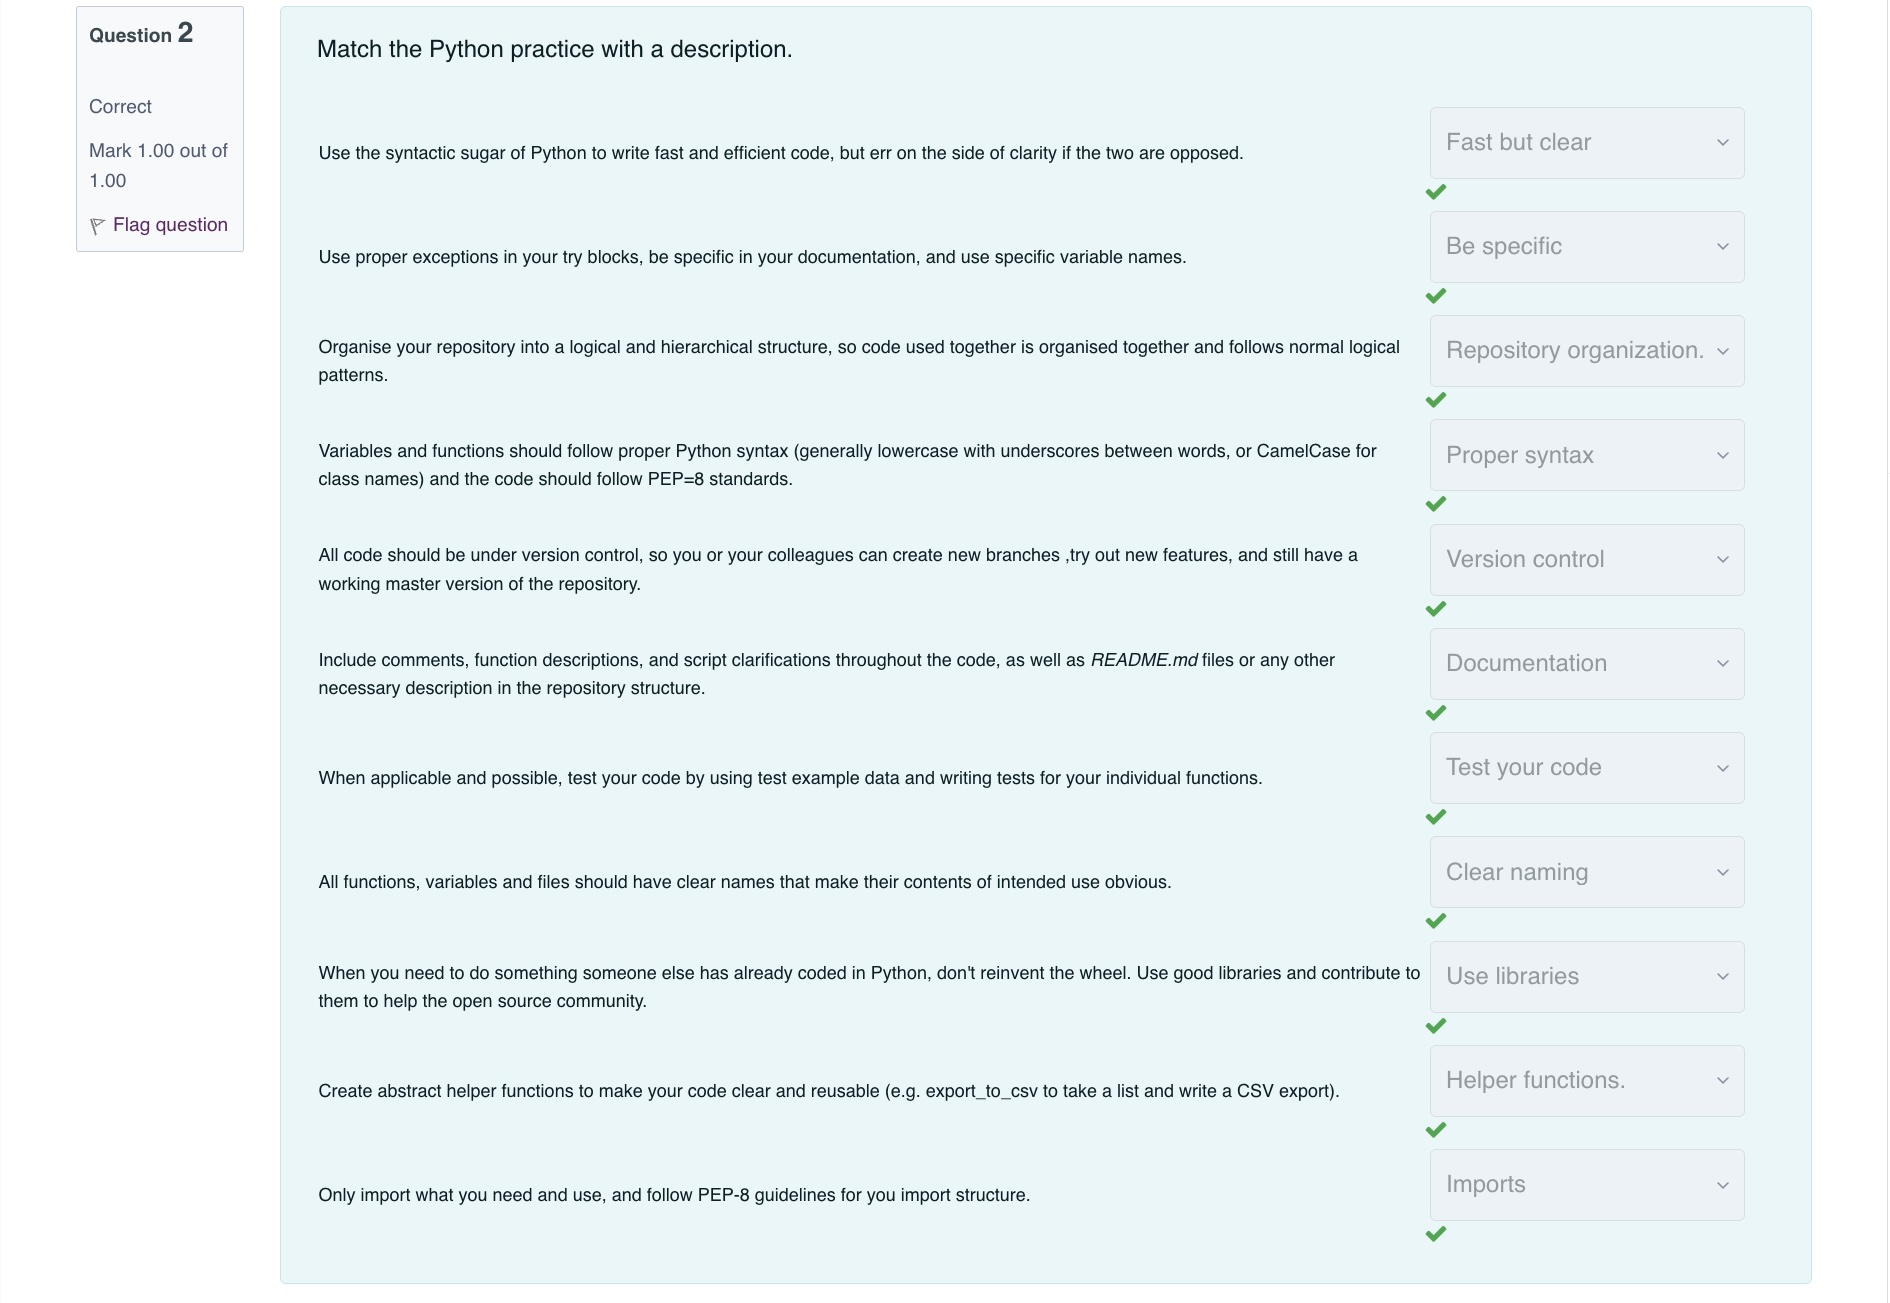 Question 2
Correct
Mark 1.00 out of
1.00
Flag question
Match the Python practice with a description.
Use the syntactic sugar of Python to write fast and efficient code, but err on the side of clarity if the two are opposed.
Fast but clear
Use proper exceptions in your try blocks, be specific in your documentation, and use specific variable names.
Be specific
Organise your repository into a logical and hierarchical structure, so code used together is organised together and follows normal logical
patterns.
Repository organization.
Variables and functions should follow proper Python syntax (generally lowercase with underscores between words, or CamelCase for
class names) and the code should follow PEP=8 standards.
Proper syntax
All code should be under version control, so you or your colleagues can create new branches ,try out new features, and still have a
working master version of the repository.
Version control
Include comments, function descriptions, and script clarifications throughout the code, as well as README.md files or any other
necessary description in the repository structure.
Documentation
When applicable and possible, test your code by using test example data and writing tests for your individual functions.
Test your code
All functions, variables and files should have clear names that make their contents of intended use obvious.
Clear naming
When you need to do something someone else has already coded in Python, don't reinvent the wheel. Use good libraries and contribute to
them to help the open source community.
Use libraries
Create abstract helper functions to make your code clear and reusable (e.g. export_to_csv to take a list and write a CSV export).
Helper functions.
Only import what you need and use, and follow PEP-8 guidelines for you import structure.
Imports